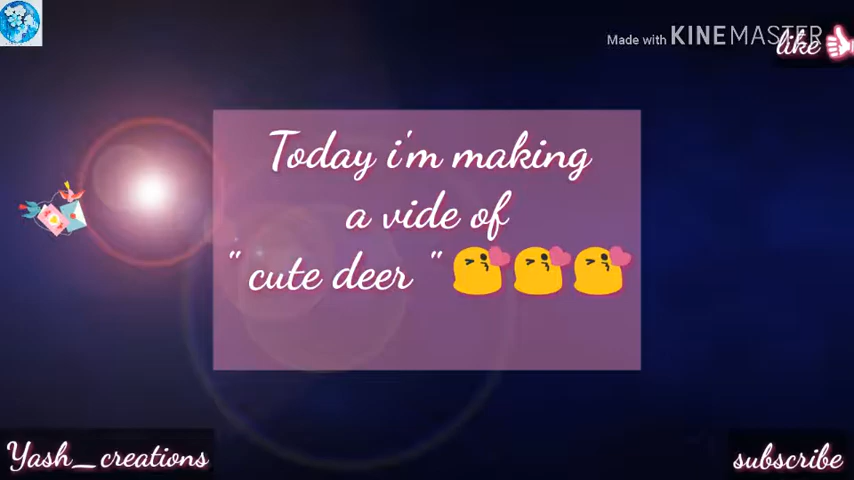 Made with KINEMASTER
like
Today i'm making
a vide of
" cute deer "
Yash_creations
subscribe